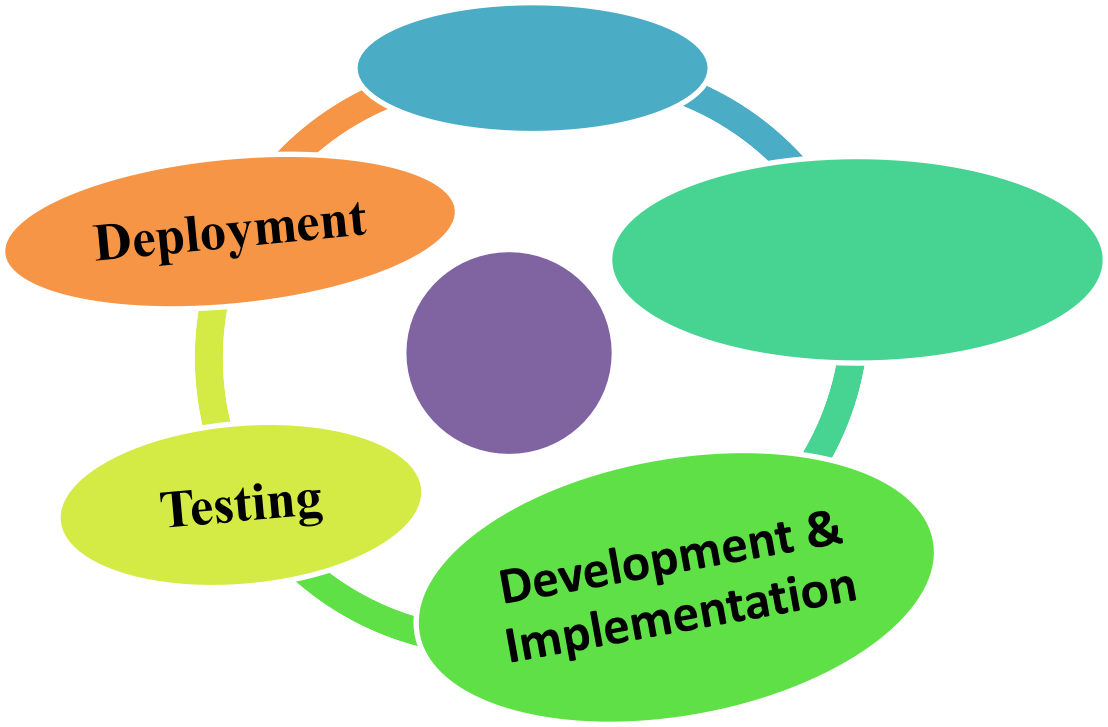 Deployment
Testing
Development &
Implementation